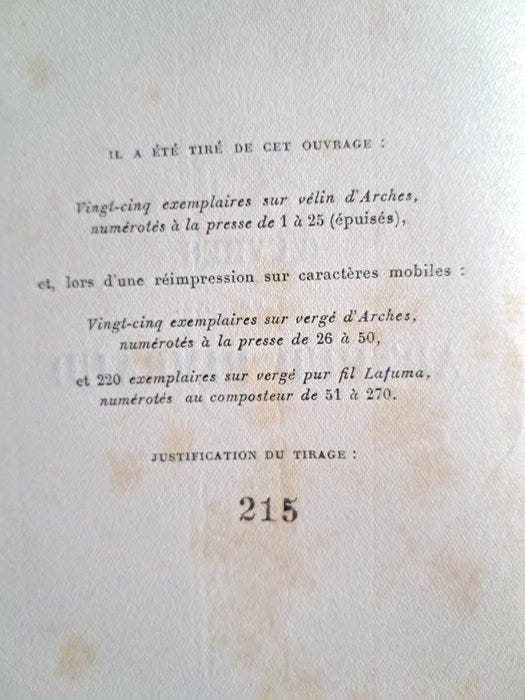 IL A ÉTÉ TIRÉ DE CET OUVRAGE :
Vingt-cinq exemplaires sur vélin d'Arches,
numérotés à la presse de 1 à 25 (épuisés),
et, lors d'une réimpression sur caractères mobiles :
Vingt-cinq exemplaires sur vergé d'Arches,
numérotés à la presse de 26 à 50,
et 220 exemplaires sur vergé pur fil Lafuma,
numérotés au composteur de 51 à 270.
JUSTIFICATION DU TIRAGE :
215